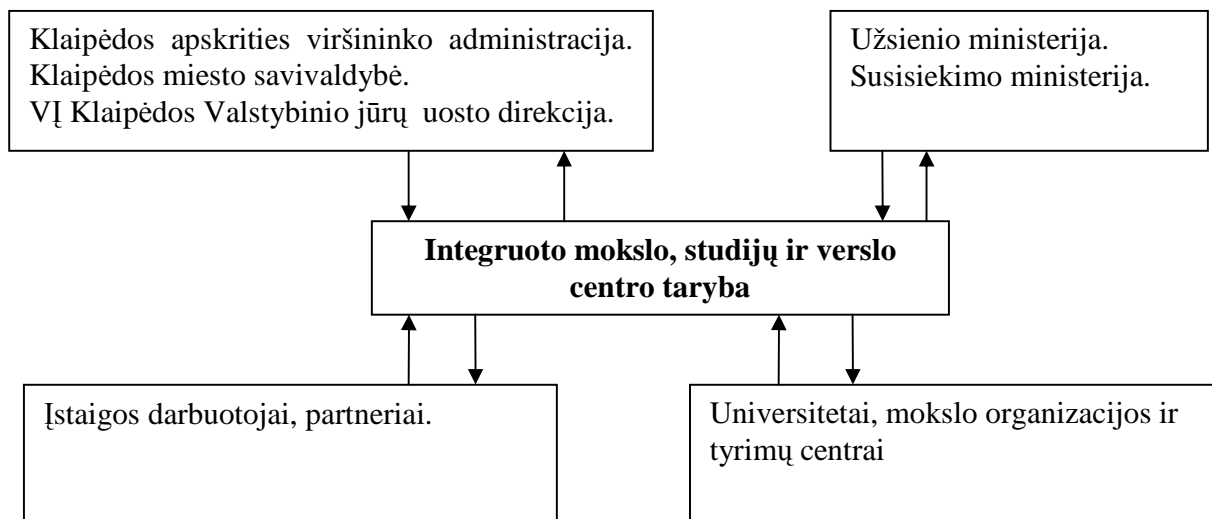 Klaipėdos apskrities viršininko administracija.
Klaipėdos miesto savivaldybė.
VĮ Klaipėdos Valstybinio jūrų uosto direkcija.
Užsienio ministerija.
Susisiekimo ministerija.
Integruoto mokslo, studijų ir verslo
centro taryba
Įstaigos darbuotojai, partneriai.
Universitetai, mokslo organizacijos ir
tyrimų centrai